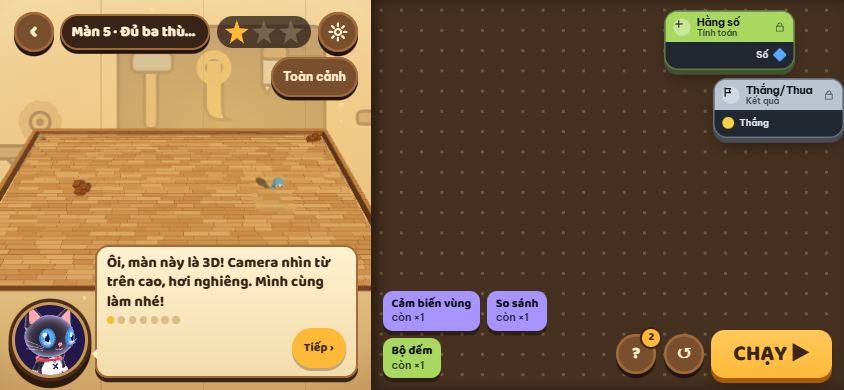 Màn 5 · Đủ ba thù...
Toàn cảnh
Ôi, màn này là 3D! Camera nhìn từ
trên cao, hơi nghiêng. Mình cùng
làm nhé!
Tiếp ›
Hằng số
Tính toán
Số
Thắng/Thua
Kết quả
Thắng
Cảm biến vùng
còn ×1
So sánh
còn ×1
Bộ đếm
còn ×1
?
2
CHẠY